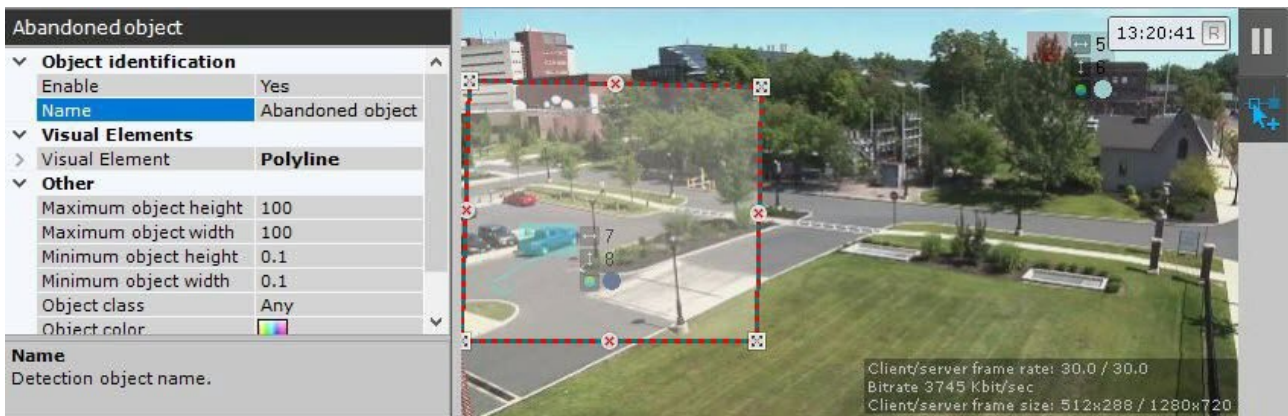 Abandoned object
Object identification
Enable Yes
Name Abandoned object
Visual Elements
Visual Element Polyline
Other
Maximum object height 100
Maximum object width 100
Minimum object height 0.1
Minimum object width 0.1
Object class Any
Object color
Name
Detection object name.
13:20:41 R
5
6
7
8
Client/server frame rate: 30.0 / 30.0
Bitrate 3745 Kbit/sec
Client/server frame size: 512x288 / 1280x720